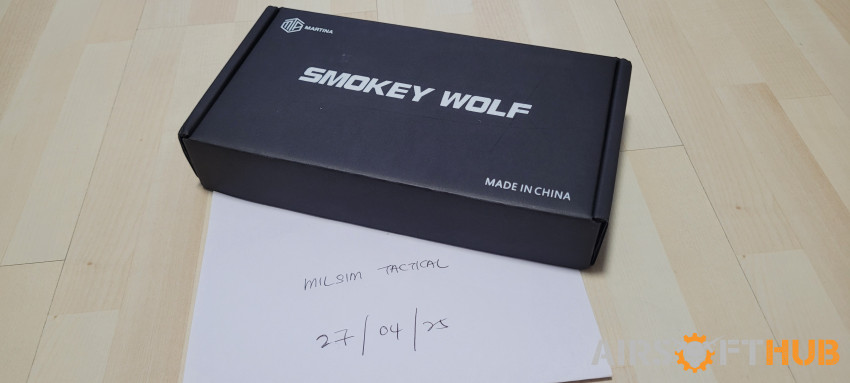 MARTINA
SMOKEY WOLF
MADE IN CHINA
MILSIM TACTICAL
27/04/25
AIRSOFTHUB